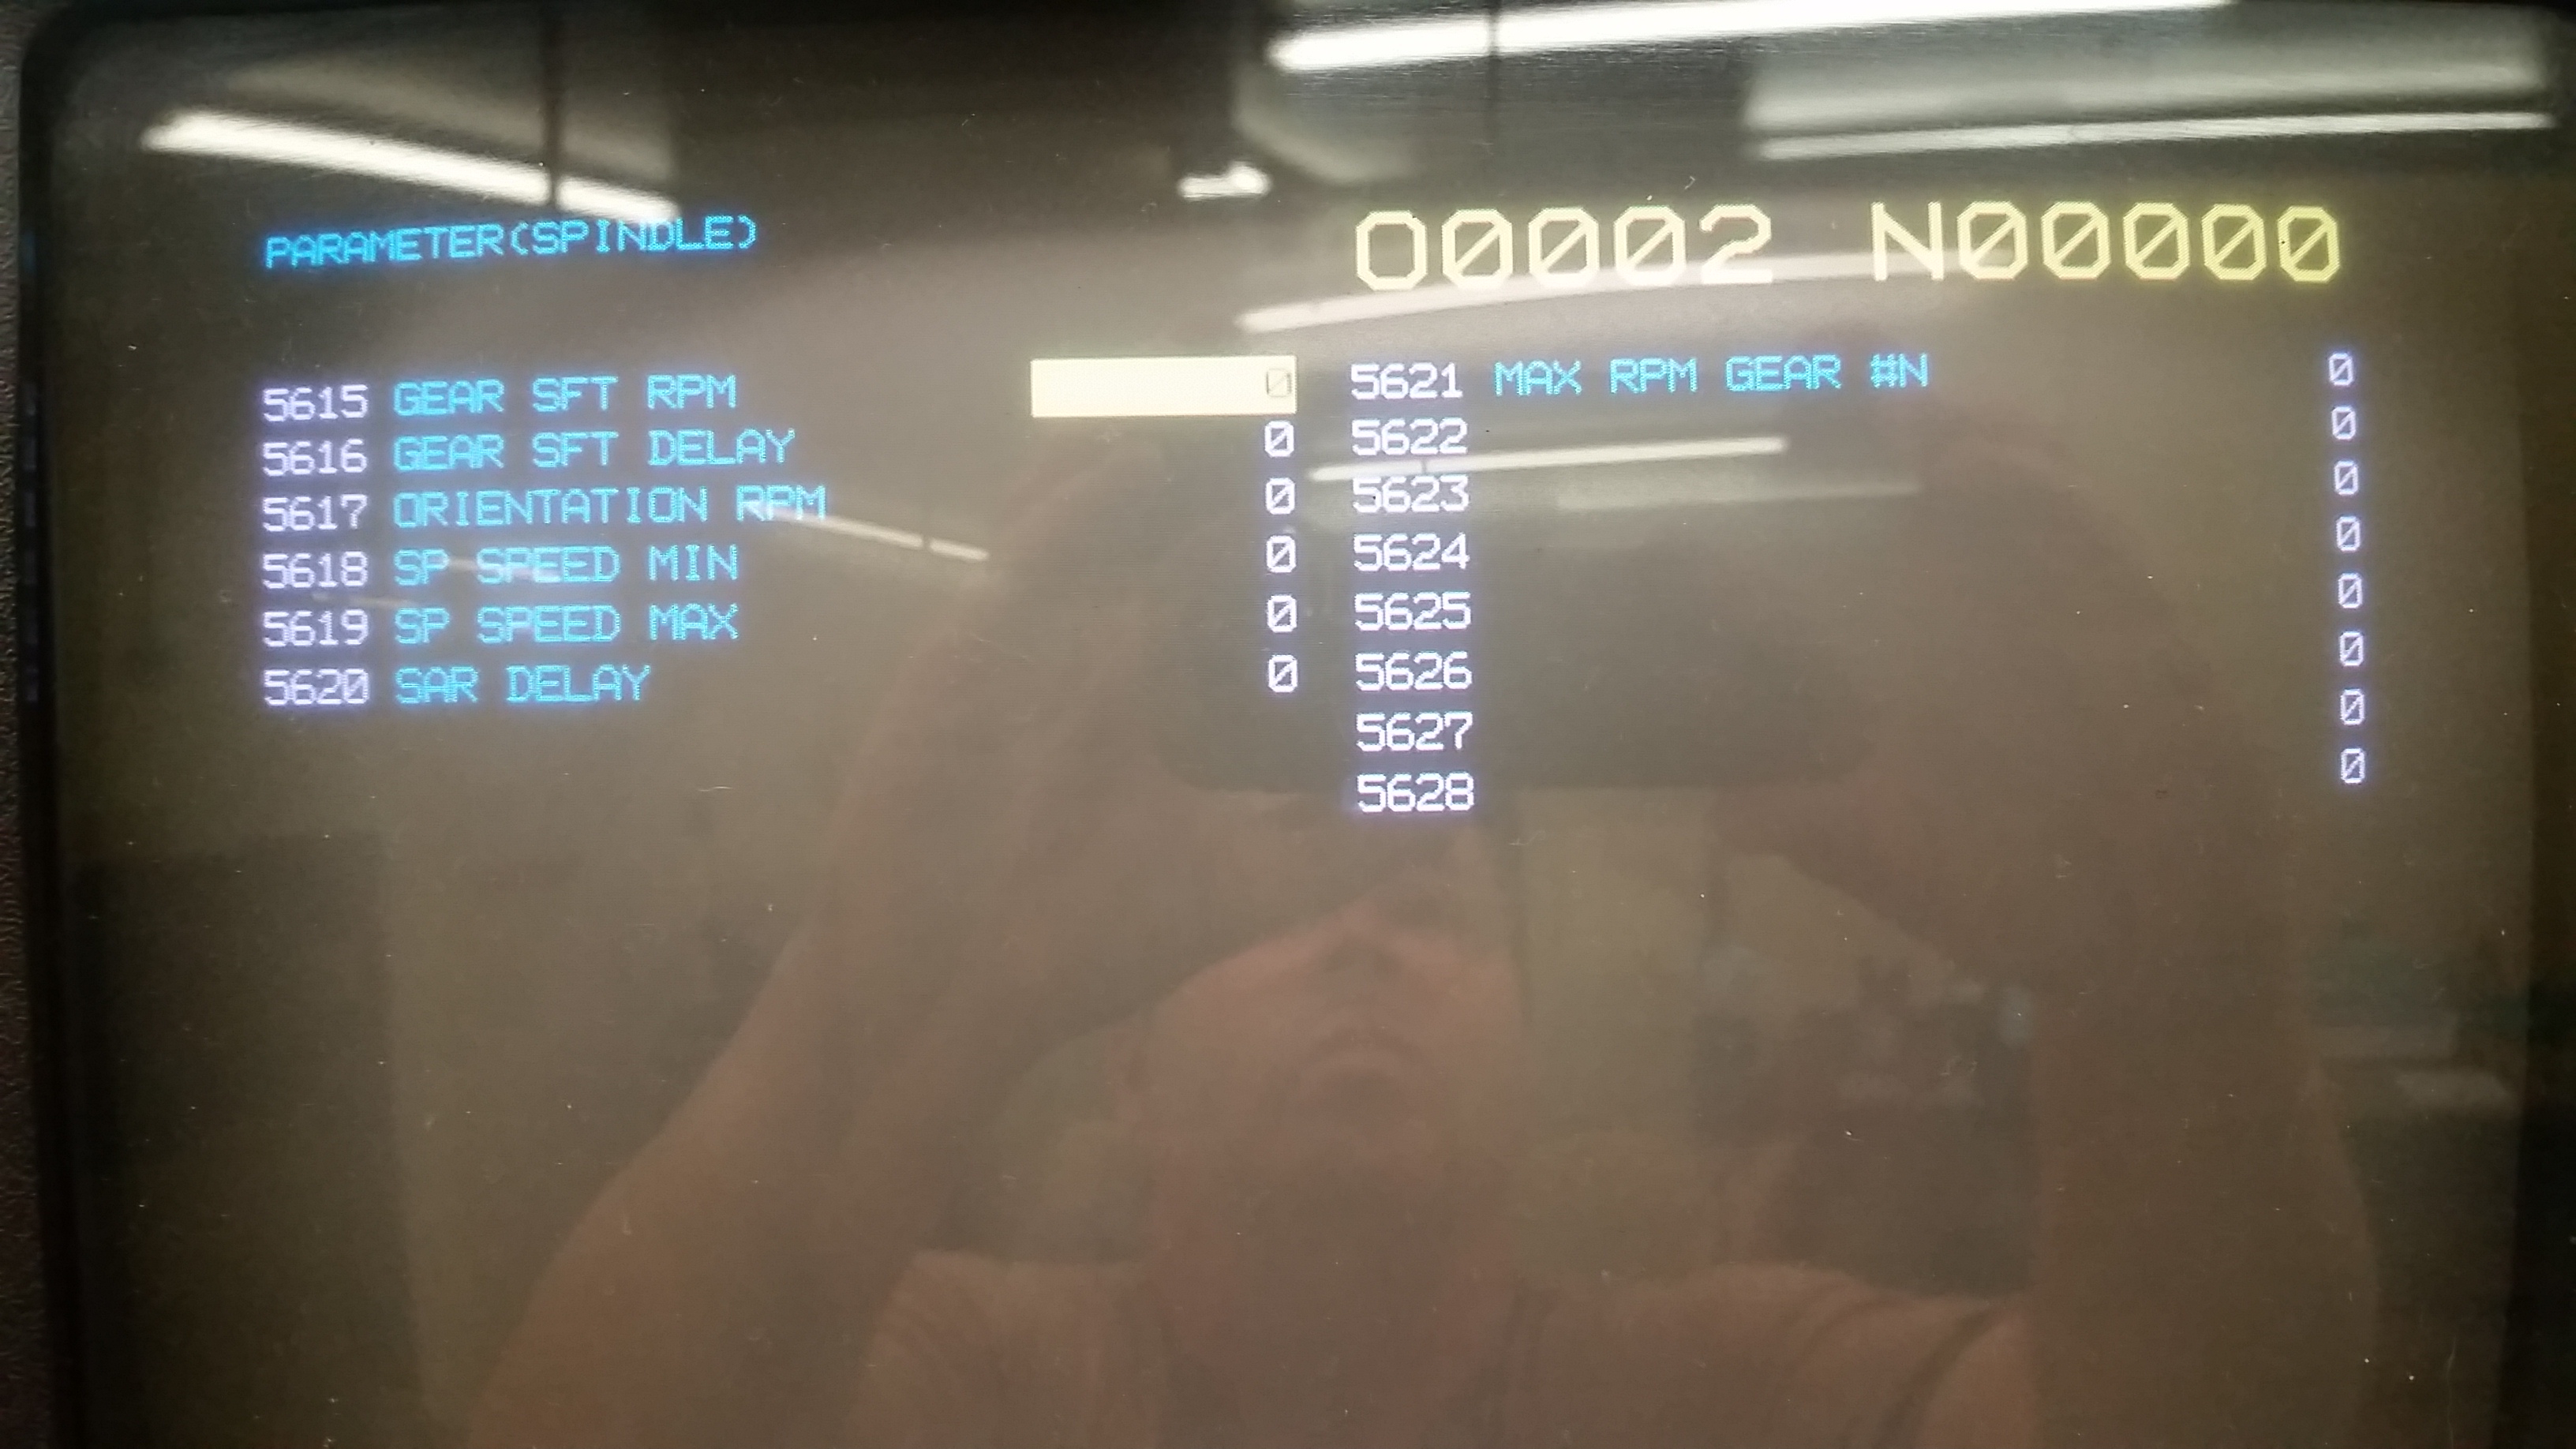 PARAMETER(SPINDLE) O0002 N00000
5615 GEAR SFT RPM 0
5616 GEAR SFT DELAY 0
5617 ORIENTATION RPM 0
5618 SP SPEED MIN 0
5619 SP SPEED MAX 0
5620 SAR DELAY 0
5621 MAX RPM GEAR #N 0
5622 0
5623 0
5624 0
5625 0
5626 0
5627 0
5628 0